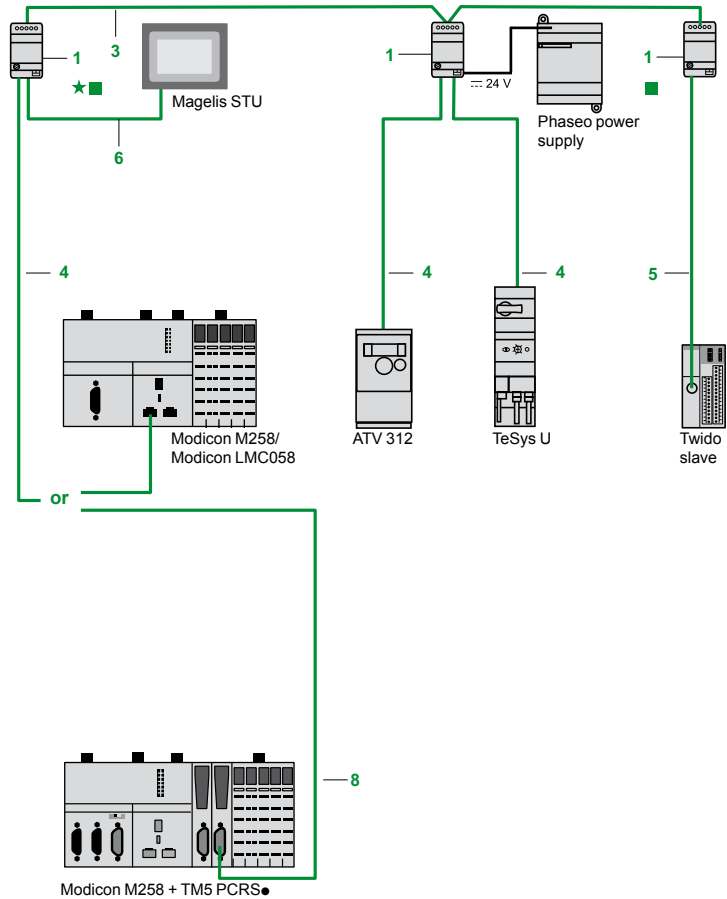 1
3
Magelis STU
6
1
⎓ 24 V
Phaseo power
supply
1
4
4
4
5
Modicon M258/
Modicon LMC058
ATV 312
TeSys U
Twido
slave
or
8
Modicon M258 + TM5 PCRS●